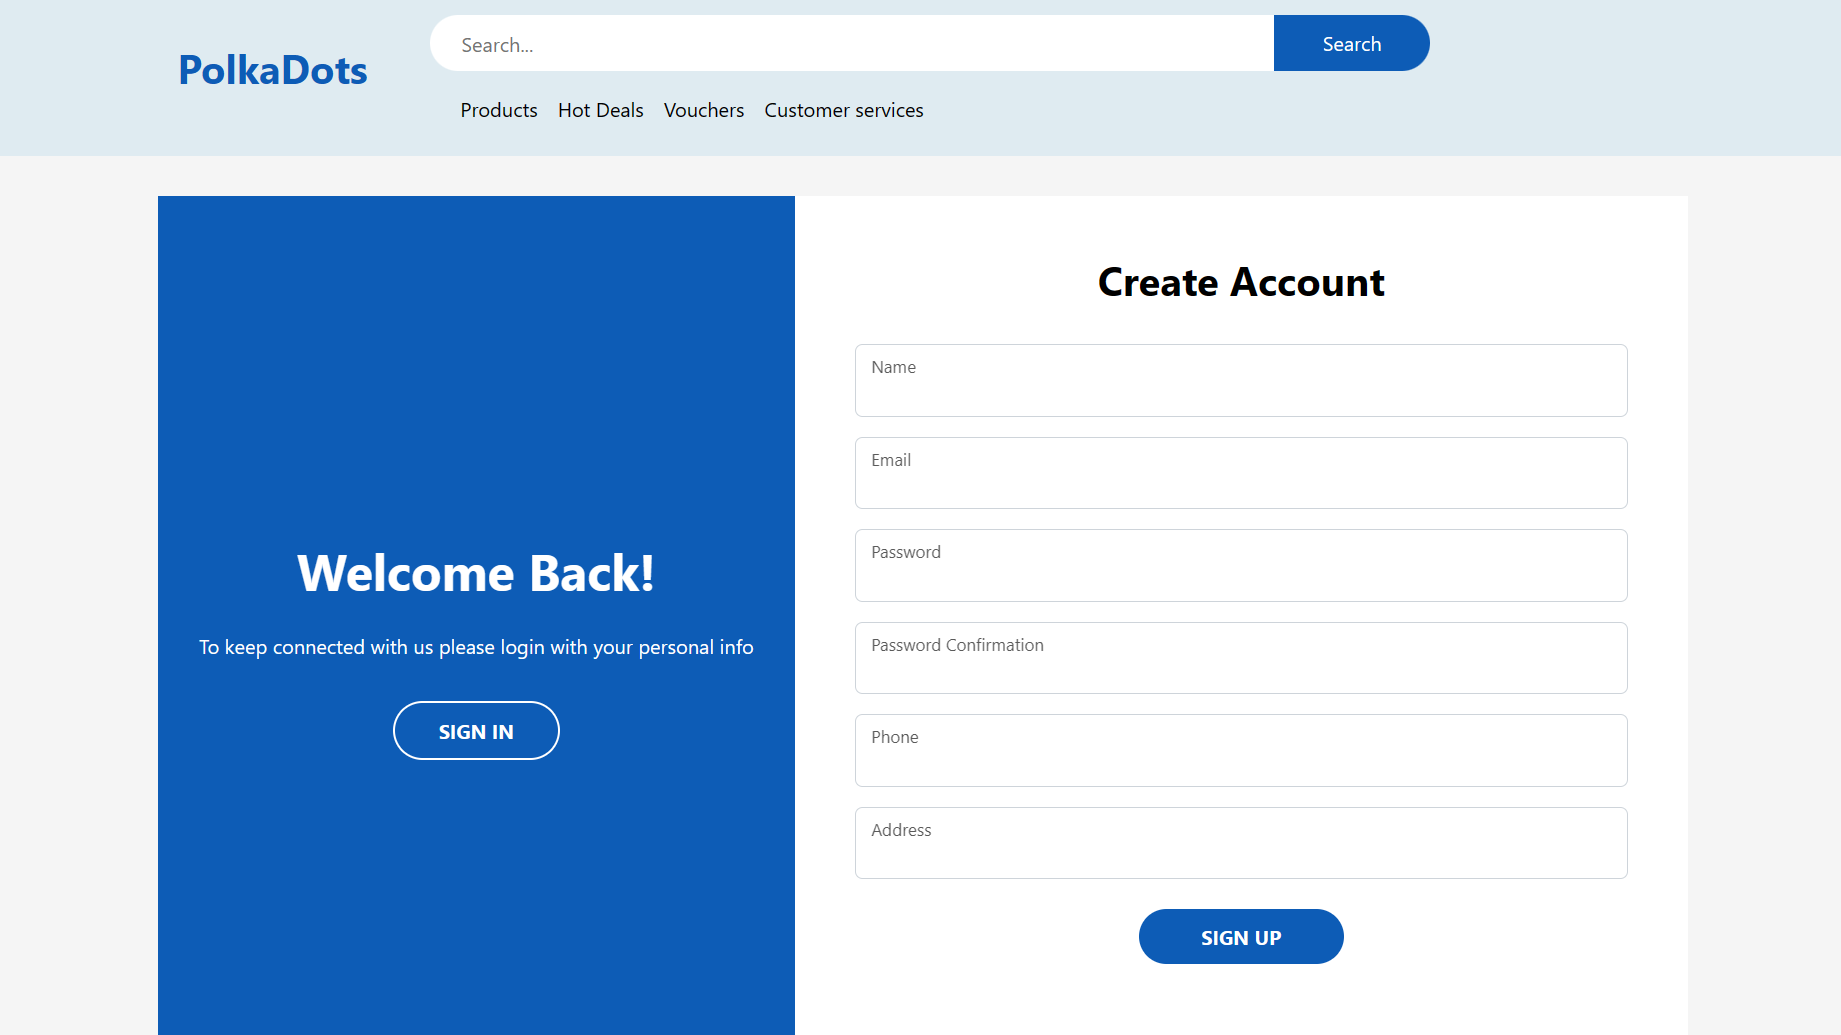 PolkaDots
Search...
Search
Products Hot Deals Vouchers Customer services
Welcome Back!
To keep connected with us please login with your personal info
SIGN IN
Create Account
Name
Email
Password
Password Confirmation
Phone
Address
SIGN UP